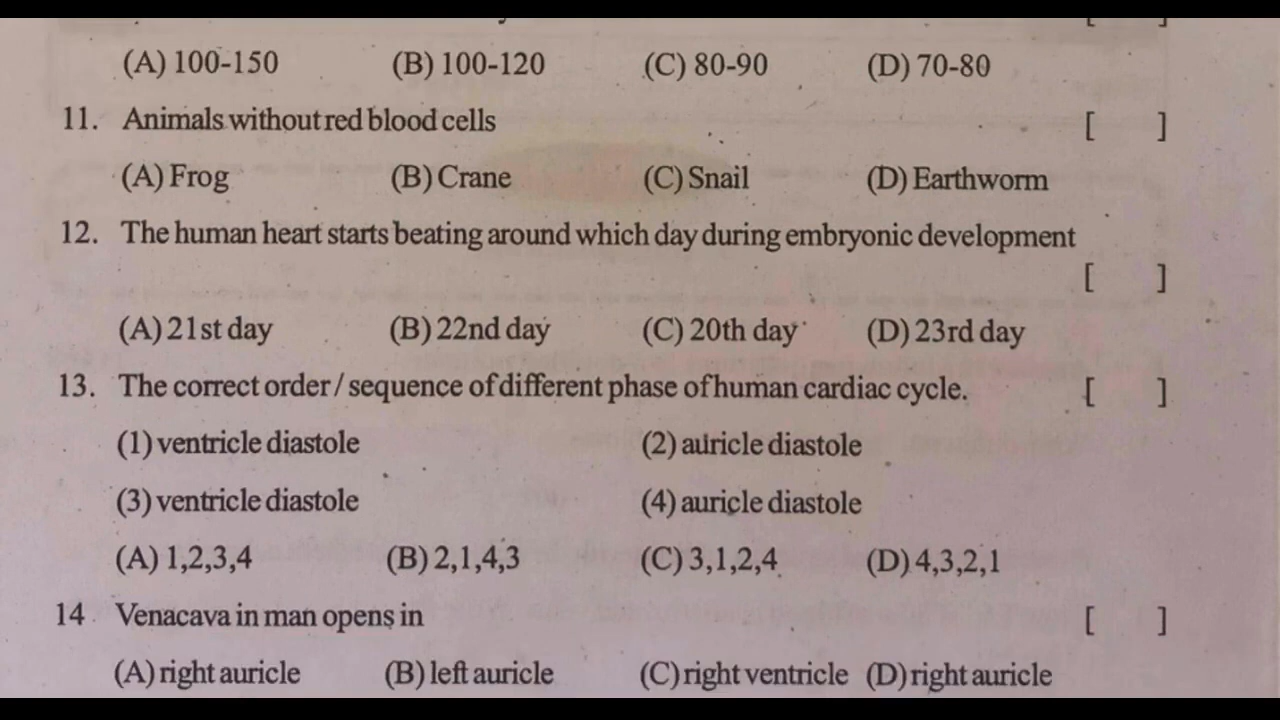 [ ]
(A) 100-150 (B) 100-120 (C) 80-90 (D) 70-80
11. Animals without red blood cells [ ]
(A) Frog (B) Crane (C) Snail (D) Earthworm
12. The human heart starts beating around which day during embryonic development
[ ]
(A) 21st day (B) 22nd day (C) 20th day (D) 23rd day
13. The correct order / sequence of different phase of human cardiac cycle. [ ]
(1) ventricle diastole (2) auricle diastole
(3) ventricle diastole (4) auricle diastole
(A) 1,2,3,4 (B) 2,1,4,3 (C) 3,1,2,4 (D) 4,3,2,1
14 Venacava in man opens in [ ]
(A) right auricle (B) left auricle (C) right ventricle (D) right auricle